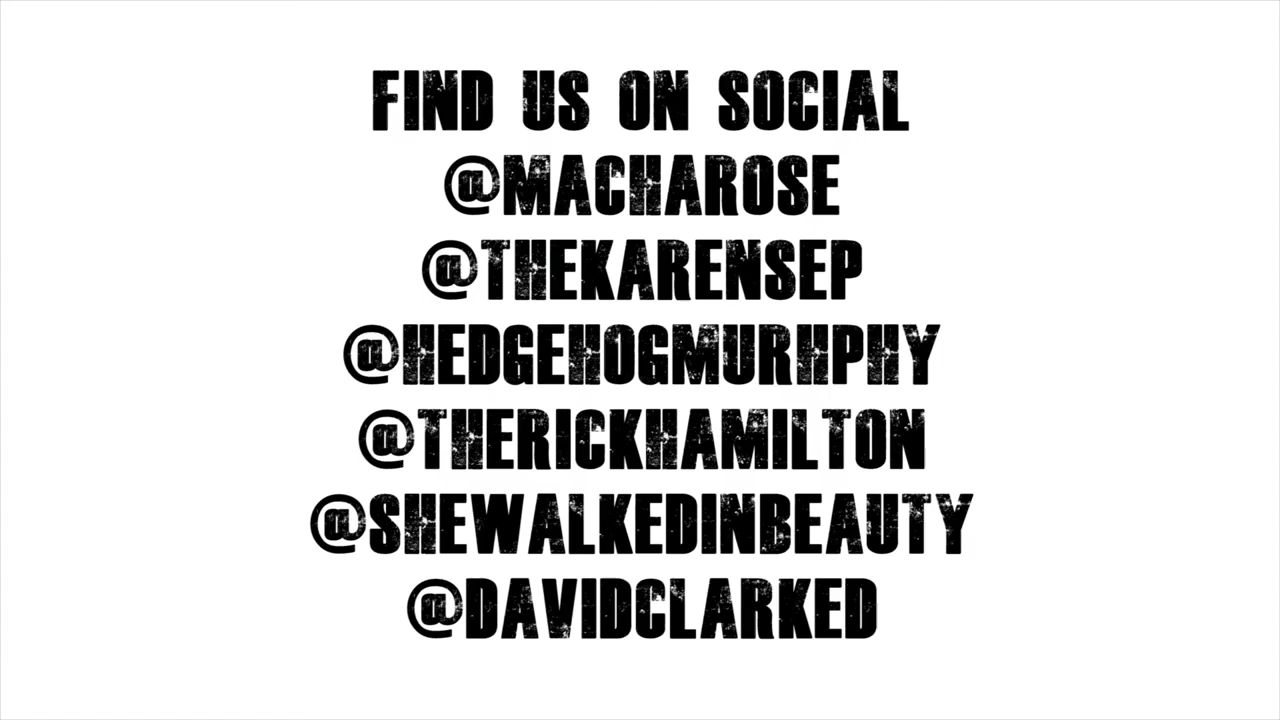 FIND US ON SOCIAL
@MACHAROSE
@THEKARENSEP
@HEDGEHOGMURHPHY
@THERICKHAMILTON
@SHEWALKEDINBEAUTY
@DAVIDCLARKED